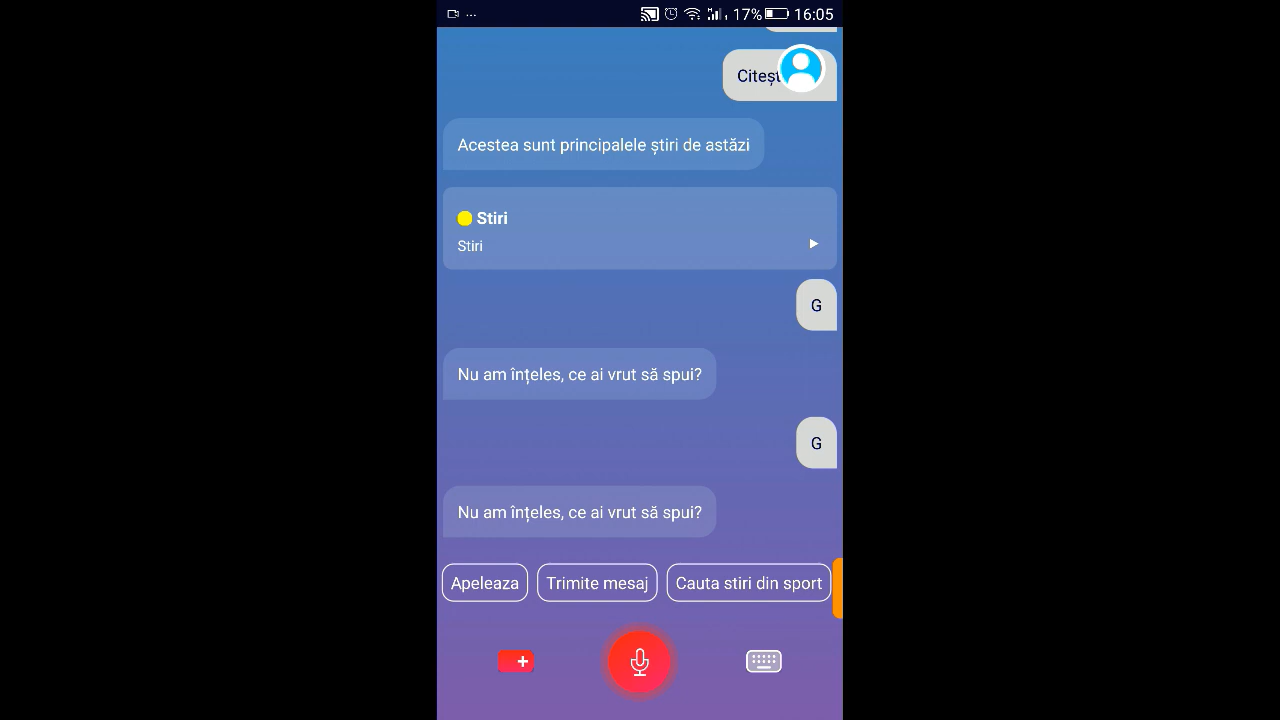 ... 17% 16:05
Acestea sunt principalele știri de astăzi
Stiri
Stiri
G
Nu am înțeles, ce ai vrut să spui?
G
Nu am înțeles, ce ai vrut să spui?
Apeleaza Trimite mesaj Cauta stiri din sport